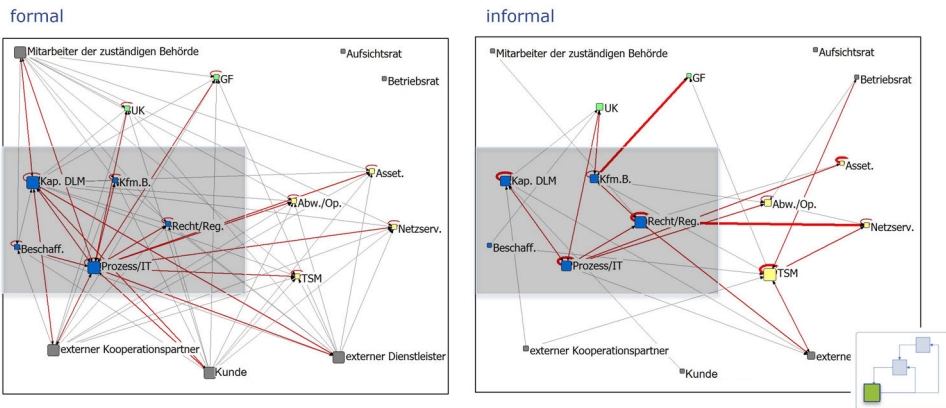 formal
Mitarbeiter der zuständigen Behörde
Aufsichtsrat
GF
Betriebsrat
UK
Kap. DLM
Kfm.B.
Asset.
Abw./Op.
Recht/Reg.
Netzserv.
Beschaff.
Prozess/IT
TSM
externer Kooperationspartner
externer Dienstleister
Kunde
informal
Mitarbeiter der zuständigen Behörde
Aufsichtsrat
GF
Betriebsrat
UK
Asset.
Kap. DLM
Kfm.B.
Abw./Op.
Recht/Reg.
Netzserv.
Beschaff.
Prozess/IT
TSM
externer Kooperationspartner
externe
Kunde